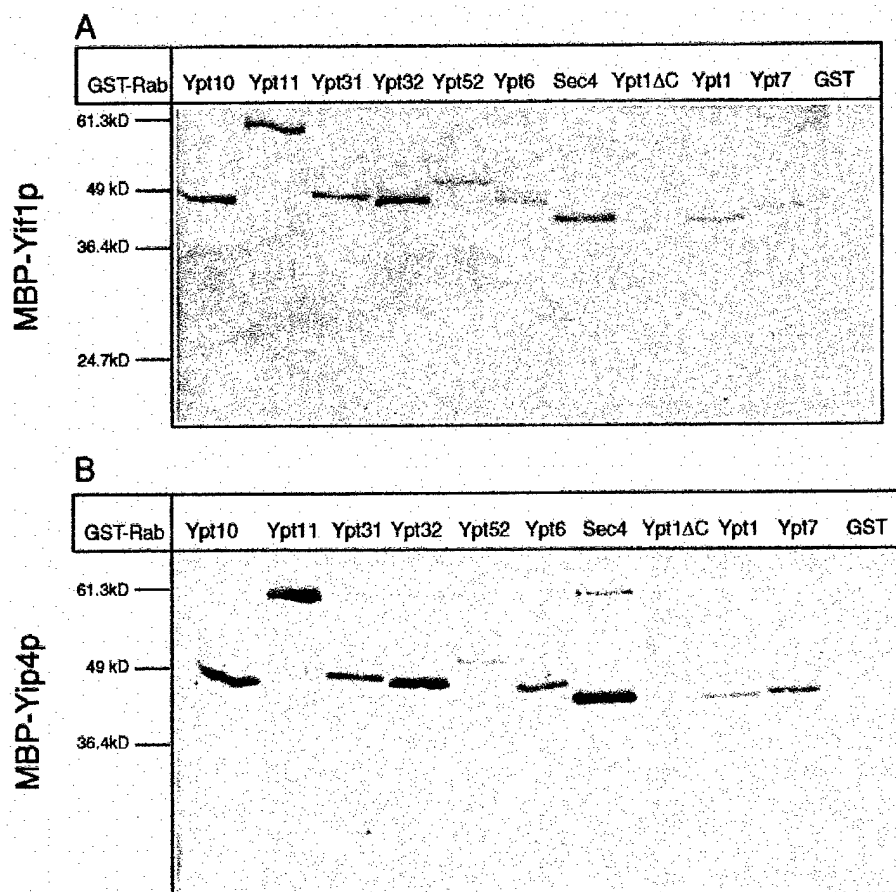 A
GST-Rab Ypt10 Ypt11 Ypt31 Ypt32 Ypt52 Ypt6 Sec4 Ypt1ΔC Ypt1 Ypt7 GST
61.3kD
49 kD
36.4kD
24.7kD
MBP-Yif1p
B
GST-Rab Ypt10 Ypt11 Ypt31 Ypt32 Ypt52 Ypt6 Sec4 Ypt1ΔC Ypt1 Ypt7 GST
61.3kD
49 kD
36.4kD
MBP-Yip4p